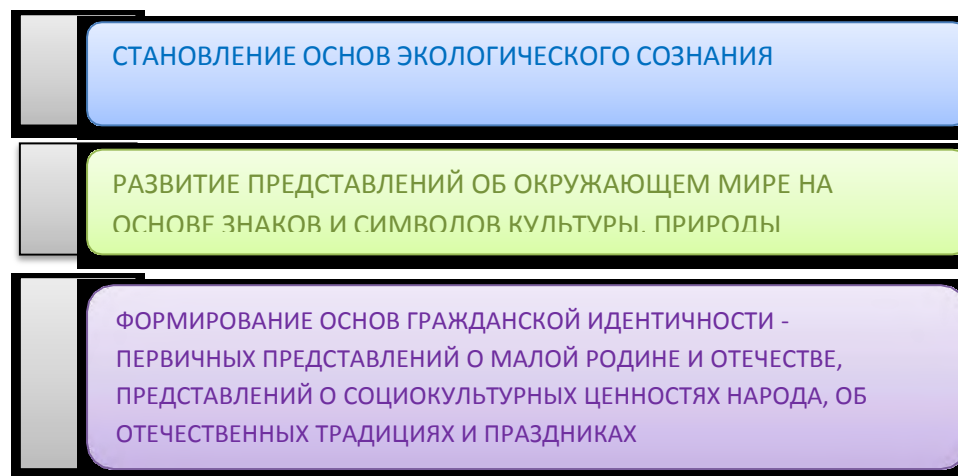 СТАНОВЛЕНИЕ ОСНОВ ЭКОЛОГИЧЕСКОГО СОЗНАНИЯ
РАЗВИТИЕ ПРЕДСТАВЛЕНИЙ ОБ ОКРУЖАЮЩЕМ МИРЕ НА
ОСНОВЕ ЗНАКОВ И СИМВОЛОВ КУЛЬТУРЫ, ПРИРОДЫ
ФОРМИРОВАНИЕ ОСНОВ ГРАЖДАНСКОЙ ИДЕНТИЧНОСТИ -
ПЕРВИЧНЫХ ПРЕДСТАВЛЕНИЙ О МАЛОЙ РОДИНЕ И ОТЕЧЕСТВЕ,
ПРЕДСТАВЛЕНИЙ О СОЦИОКУЛЬТУРНЫХ ЦЕННОСТЯХ НАРОДА, ОБ
ОТЕЧЕСТВЕННЫХ ТРАДИЦИЯХ И ПРАЗДНИКАХ